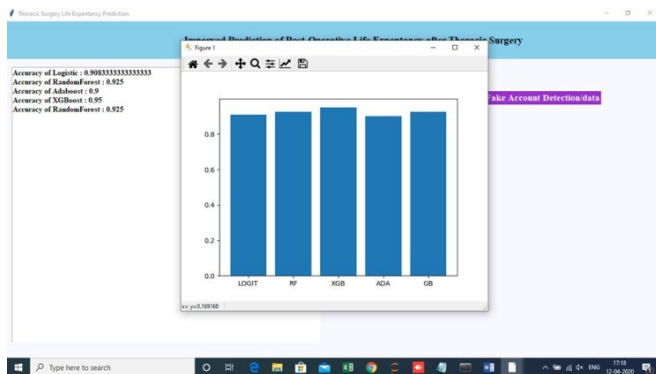 Thoracic Surgery Life Expentancy Prediction
Improved Prediction of Post-Operative Life Expectancy after Thoracic Surgery
Figure 1
Accuracy of Logistic : 0.9083333333333333
Accuracy of RandomForest : 0.925
Accuracy of Adaboost : 0.9
Accuracy of XGBoost : 0.95
Accuracy of RandomForest : 0.925
Fake Account Detection/data
0.8
0.6
0.4
0.2
0.0
LOGIT RF XGB ADA GB
x= y=0.189168
Type here to search
ENG
17:18
12-04-2020